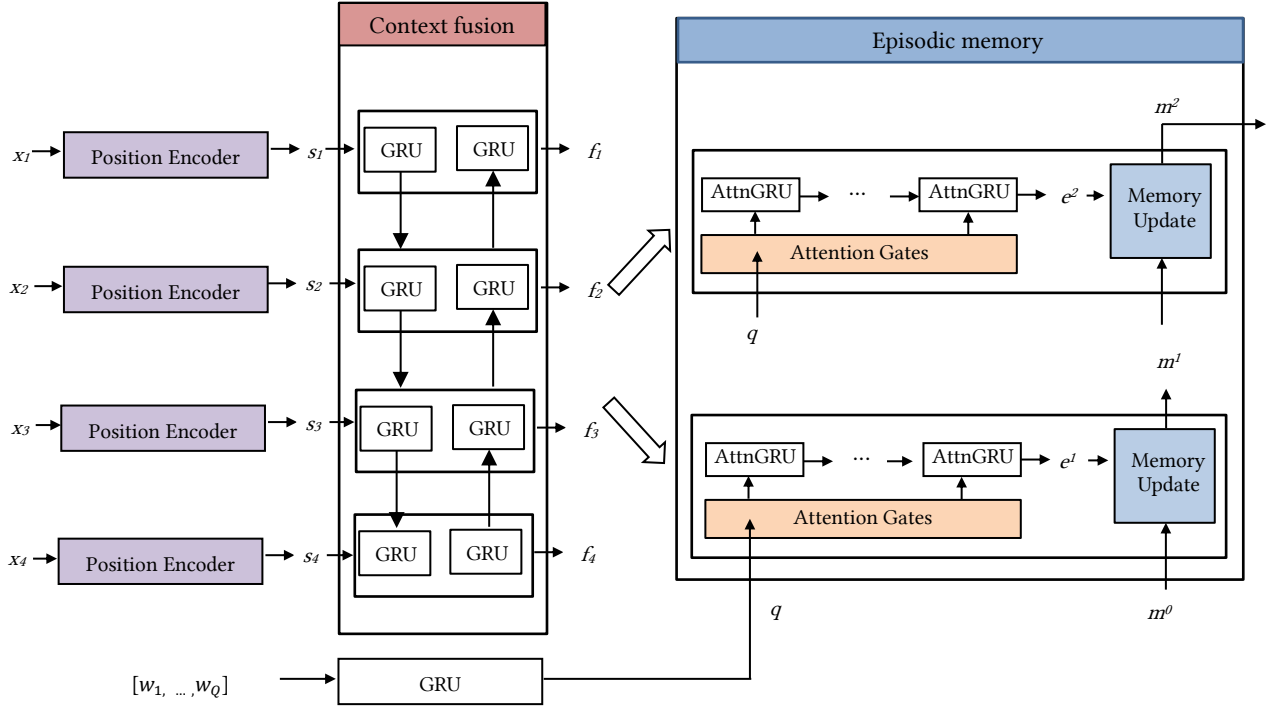 Context fusion
Episodic memory
x₁
Position Encoder
s₁
GRU
GRU
f₁
x₂
Position Encoder
s₂
GRU
GRU
f₂
x₃
Position Encoder
s₃
GRU
GRU
f₃
x₄
Position Encoder
s₄
GRU
GRU
f₄
[w₁, ... ,w_Q]
GRU
q
m²
AttnGRU
...
AttnGRU
e²
Memory
Update
Attention Gates
q
m¹
AttnGRU
...
AttnGRU
e¹
Memory
Update
Attention Gates
m⁰